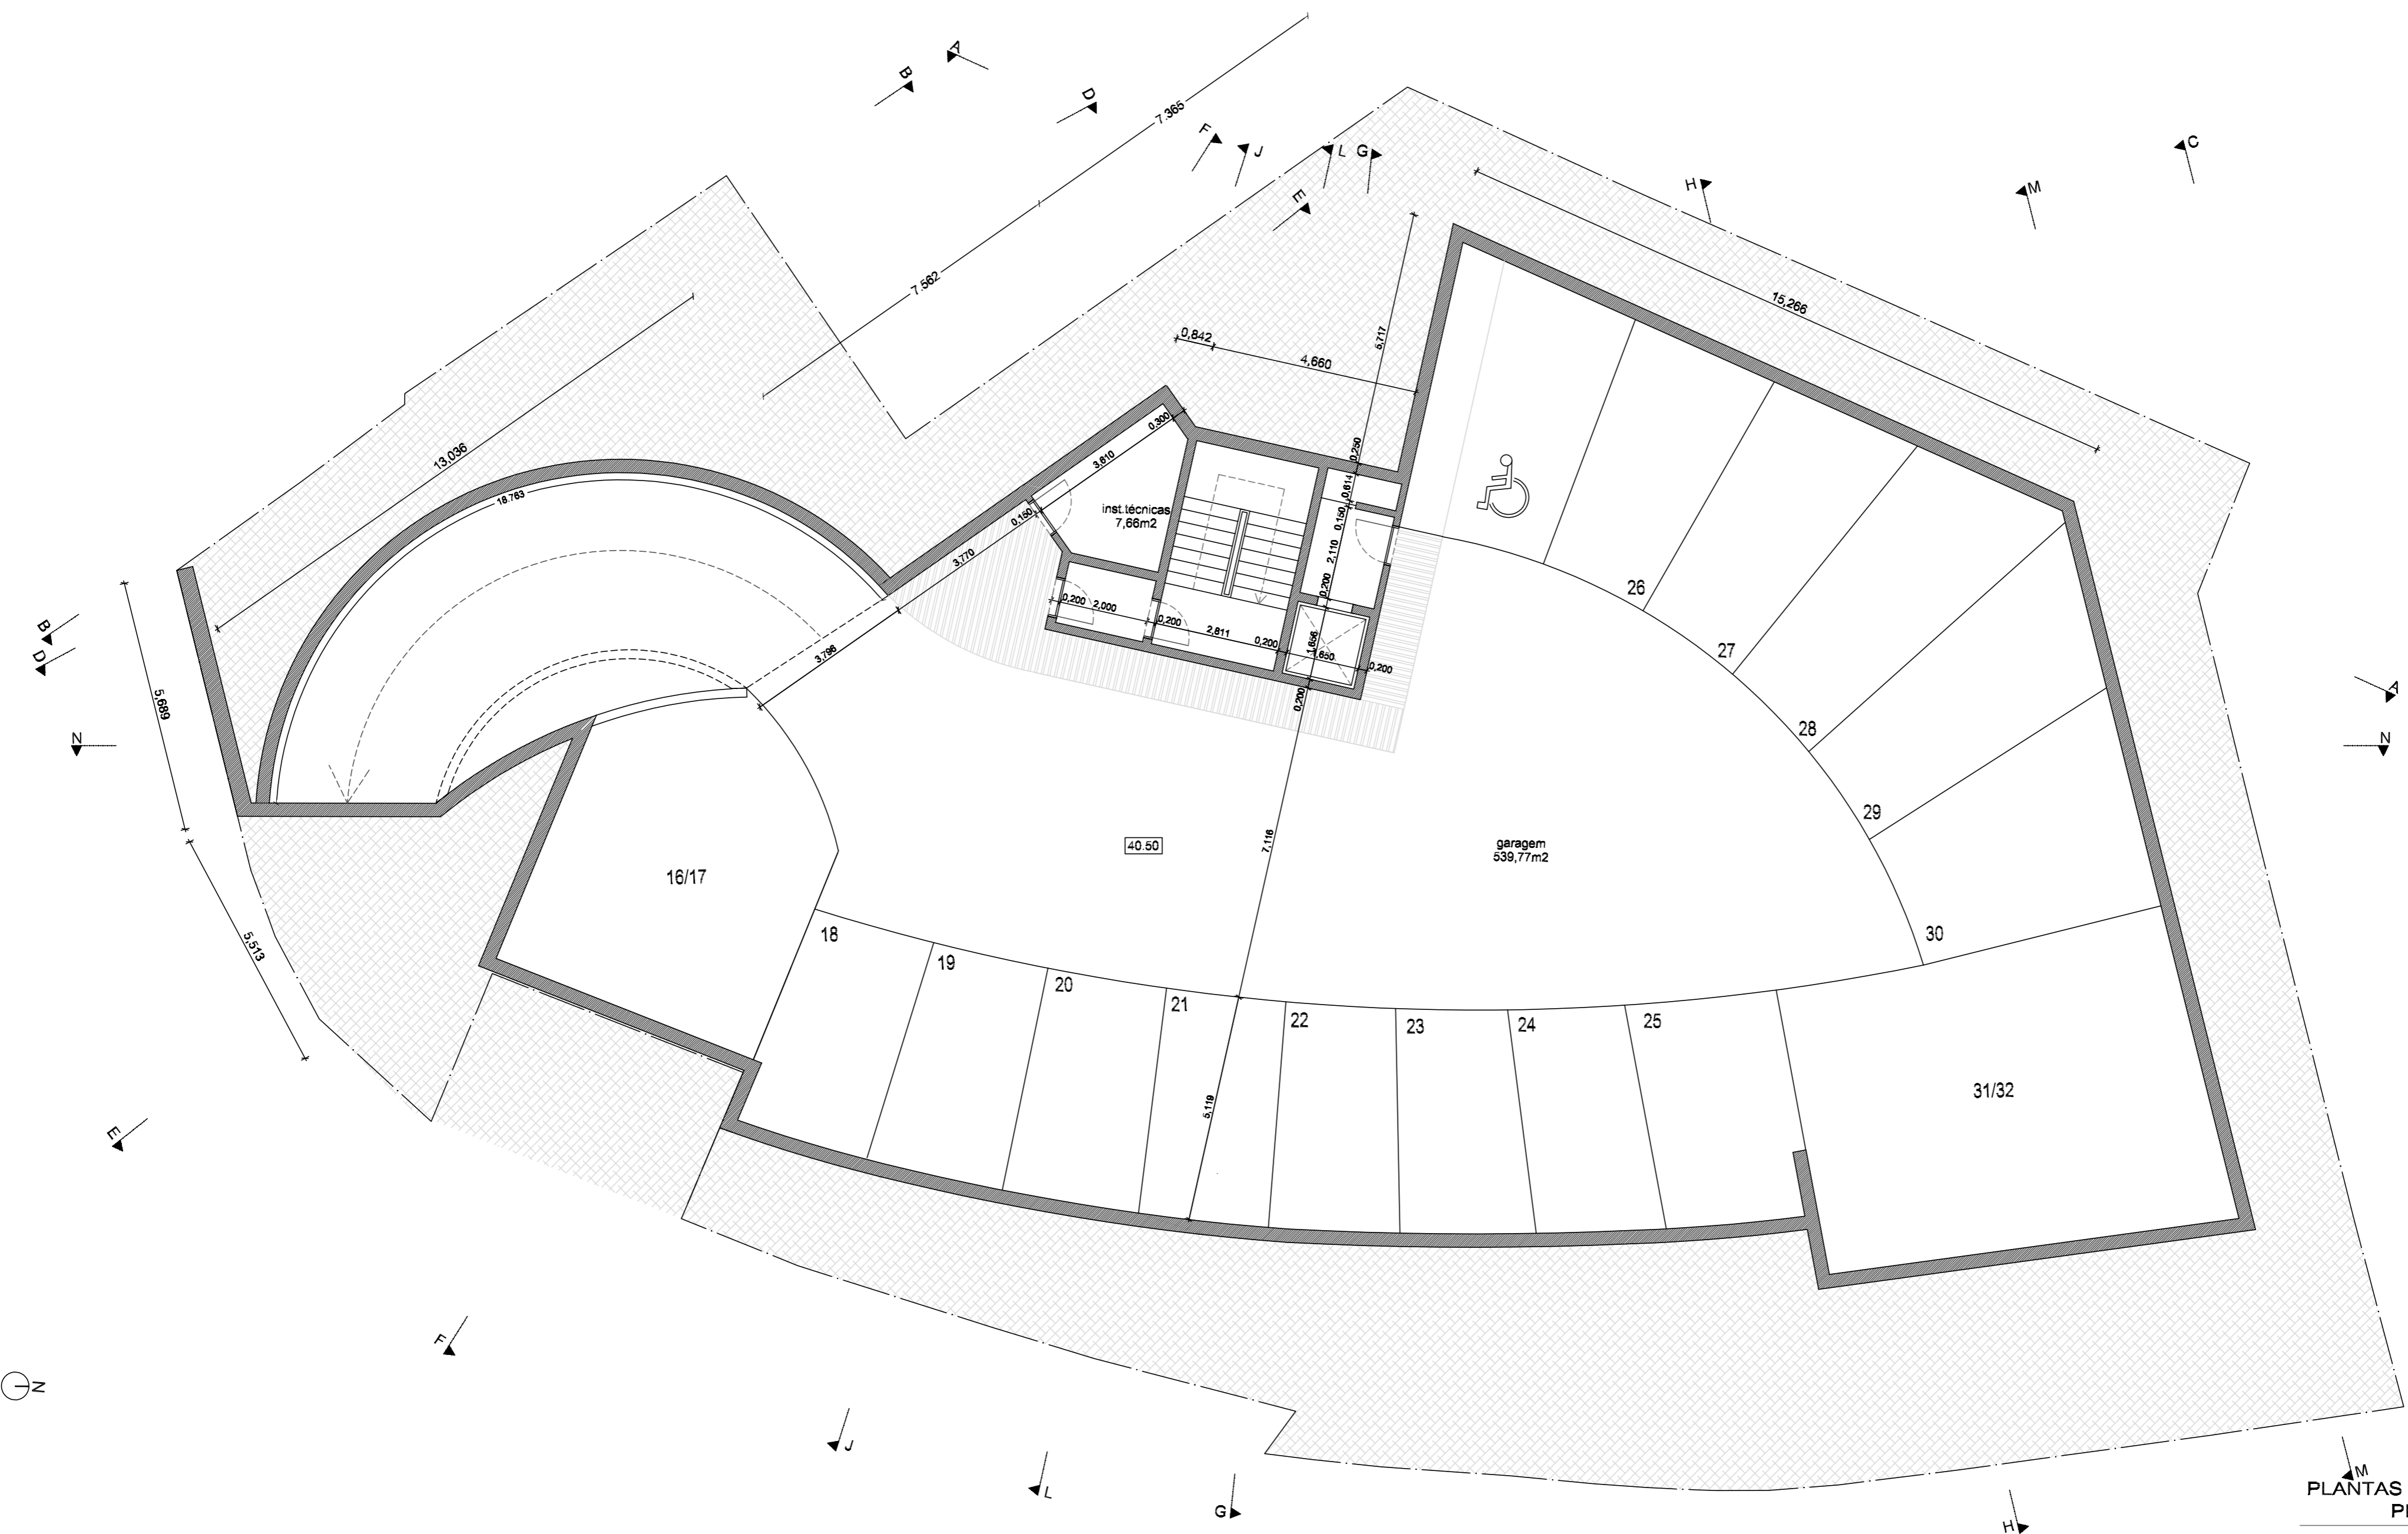 A
B
D
7.365
F
J
L
G
E
H
M
C
7.562
15,266
5,717
0,842
4,660
13,036
18.763
0,300
3,610
0,250
0,614
0,150
inst.técnicas
7,66m2
0,150
2,110
3,770
0,200
0,200
2,000
0,200
2,811
0,200
1,656
1,650
0,200
0,200
3,796
26
27
28
29
30
B
D
5,689
N
A
N
40.50
7,116
garagem
539,77m2
16/17
18
19
20
21
22
23
24
25
5,513
31/32
5,119
E
F
N
J
L
G
H
M
PLANTAS